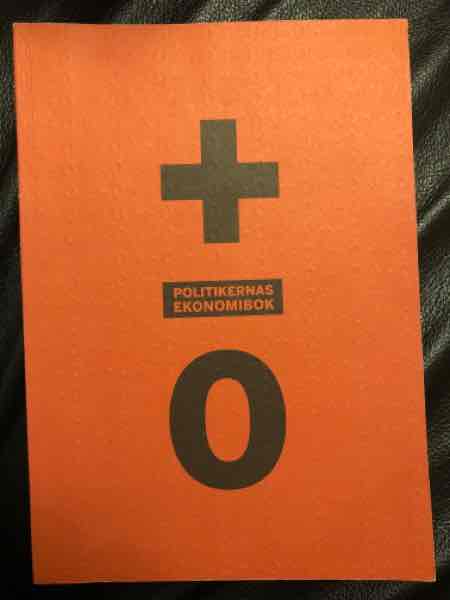 +
POLITIKERNAS
EKONOMIBOK
0